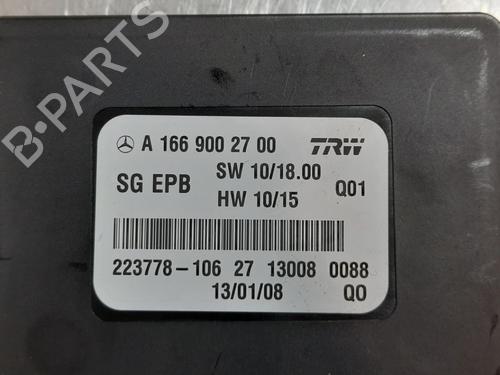 B-PARTS
A 166 900 27 00 TRW
SG EPB SW 10/18.00 Q01
HW 10/15
223778-106 27 13008 0088
13/01/08 QO